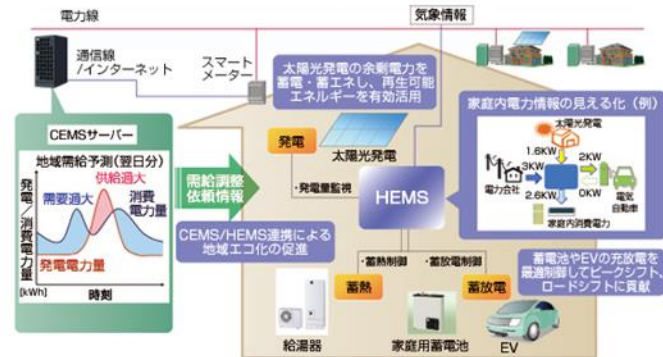 電力線
気象情報
通信線
/インターネット
スマート
メーター
太陽光発電の余剰電力を
蓄電・蓄エネし、再生可能
エネルギーを有効活用
家庭内電力情報の見える化(例)
太陽光発電
1.6KW
2KW
3KW
電力会社
2.6KW
0KW
電気
自動車
家庭内消費電力
CEMSサーバー
地域需給予測(翌日分)
供給過大
需要過大
消費
電力量
発電/消費電力量
発電電力量
[kWh]
時刻
需給調整
依頼情報
発電
太陽光発電
・発電量監視
HEMS
CEMS/HEMS連携による
地域エコ化の促進
・蓄熱制御
・蓄放電制御
蓄熱
蓄放電
蓄電池やEVの充放電を
最適制御してピークシフト、
ロードシフトに貢献
給湯器
家庭用蓄電池
EV